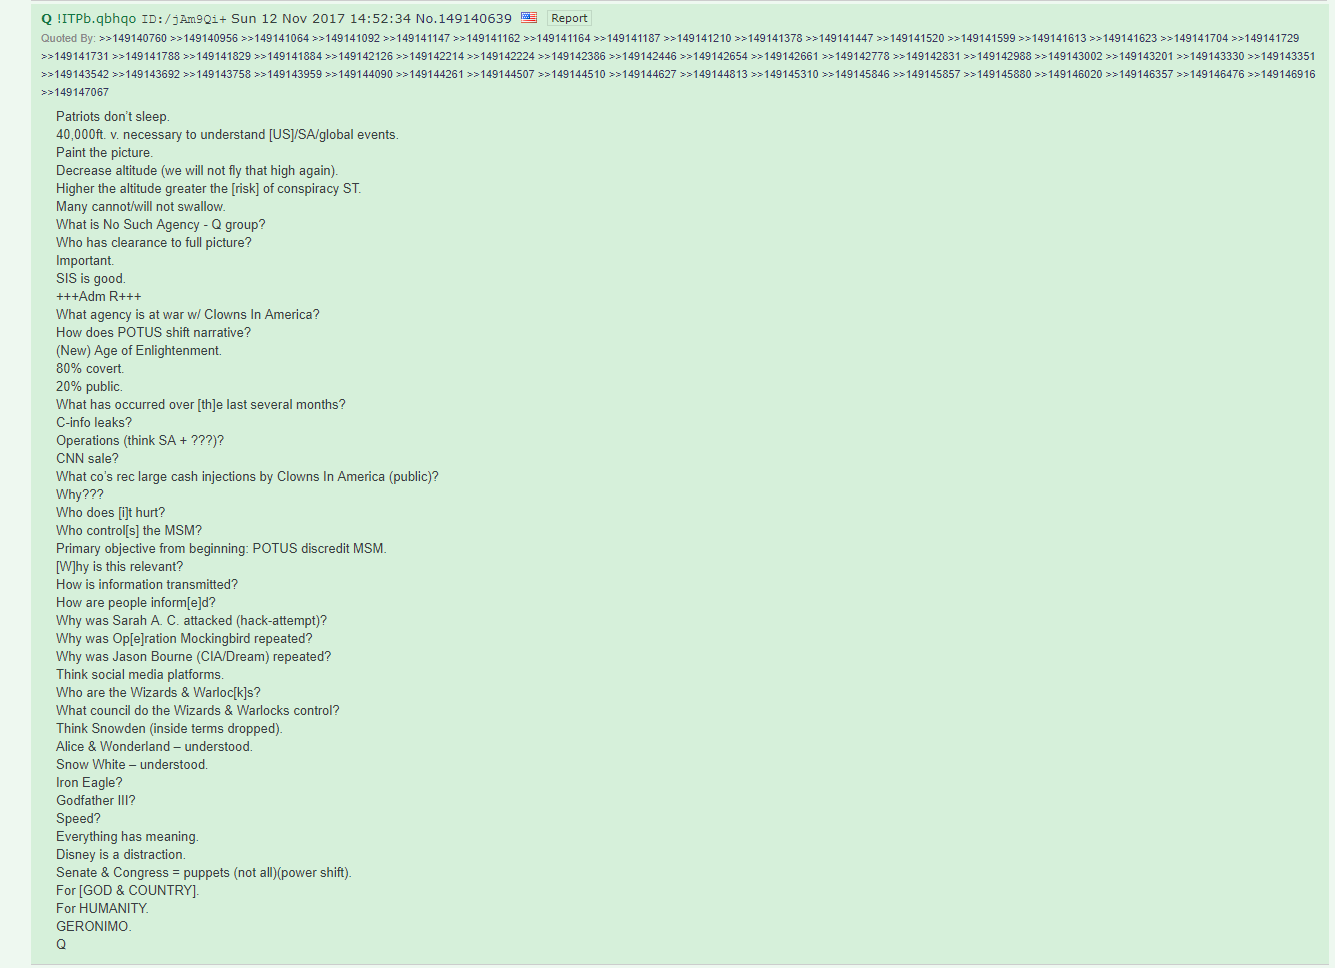 Q !ITPb.qbhqo ID:/jAm9Qi+ Sun 12 Nov 2017 14:52:34 No.149140639 Report
Quoted By: >>149140760 >>149140956 >>149141064 >>149141092 >>149141147 >>149141162 >>149141164 >>149141187 >>149141210 >>149141378 >>149141447 >>149141520 >>149141599 >>149141613 >>149141623 >>149141704 >>149141729
>>149141731 >>149141788 >>149141829 >>149141884 >>149142126 >>149142214 >>149142224 >>149142386 >>149142446 >>149142654 >>149142661 >>149142778 >>149142831 >>149142988 >>149143002 >>149143201 >>149143330 >>149143351
>>149143542 >>149143692 >>149143758 >>149143959 >>149144090 >>149144261 >>149144507 >>149144510 >>149144627 >>149144813 >>149145310 >>149145846 >>149145857 >>149145880 >>149146020 >>149146357 >>149146476 >>149146916
>>149147067
Patriots don't sleep.
40,000ft. v. necessary to understand [US]/SA/global events.
Paint the picture.
Decrease altitude (we will not fly that high again).
Higher the altitude greater the [risk] of conspiracy ST.
Many cannot/will not swallow.
What is No Such Agency - Q group?
Who has clearance to full picture?
Important.
SIS is good.
+++Adm R+++
What agency is at war w/ Clowns In America?
How does POTUS shift narrative?
(New) Age of Enlightenment.
80% covert.
20% public.
What has occurred over [th]e last several months?
C-info leaks?
Operations (think SA + ???)?
CNN sale?
What co's rec large cash injections by Clowns In America (public)?
Why???
Who does [i]t hurt?
Who control[s] the MSM?
Primary objective from beginning: POTUS discredit MSM.
[W]hy is this relevant?
How is information transmitted?
How are people inform[e]d?
Why was Sarah A. C. attacked (hack-attempt)?
Why was Op[e]ration Mockingbird repeated?
Why was Jason Bourne (CIA/Dream) repeated?
Think social media platforms.
Who are the Wizards & Warloc[k]s?
What council do the Wizards & Warlocks control?
Think Snowden (inside terms dropped).
Alice & Wonderland – understood.
Snow White – understood.
Iron Eagle?
Godfather III?
Speed?
Everything has meaning.
Disney is a distraction.
Senate & Congress = puppets (not all)(power shift).
For [GOD & COUNTRY].
For HUMANITY.
GERONIMO.
Q